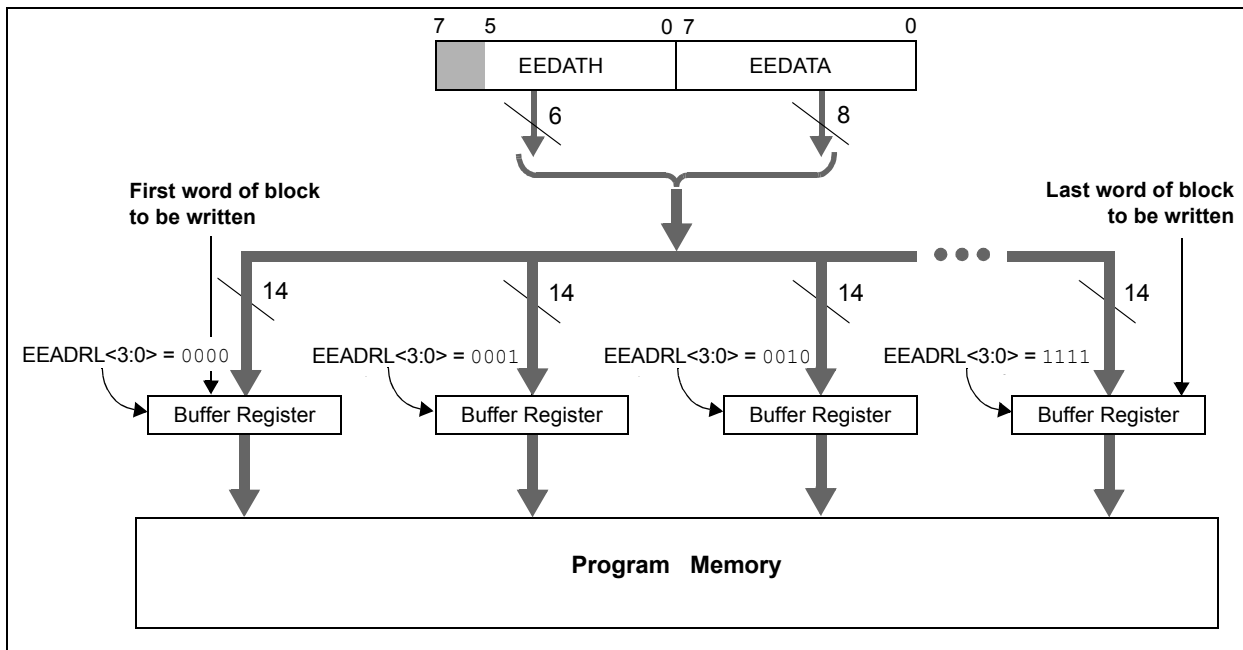 7 5 0 7 0
EEDATH EEDATA
6 8
First word of block
to be written
Last word of block
to be written
14 14 14 14
EEADRL<3:0> = 0000 EEADRL<3:0> = 0001 EEADRL<3:0> = 0010 EEADRL<3:0> = 1111
Buffer Register Buffer Register Buffer Register Buffer Register
Program Memory